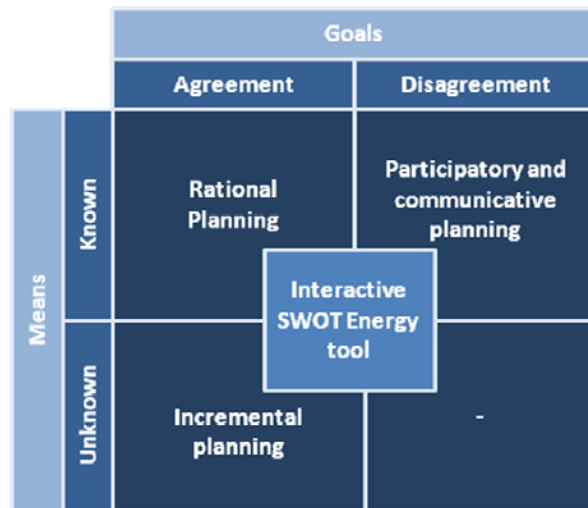 Goals
Agreement
Disagreement
Means
Known
Rational
Planning
Participatory and
communicative
planning
Interactive
SWOT Energy
tool
Unknown
Incremental
planning
-